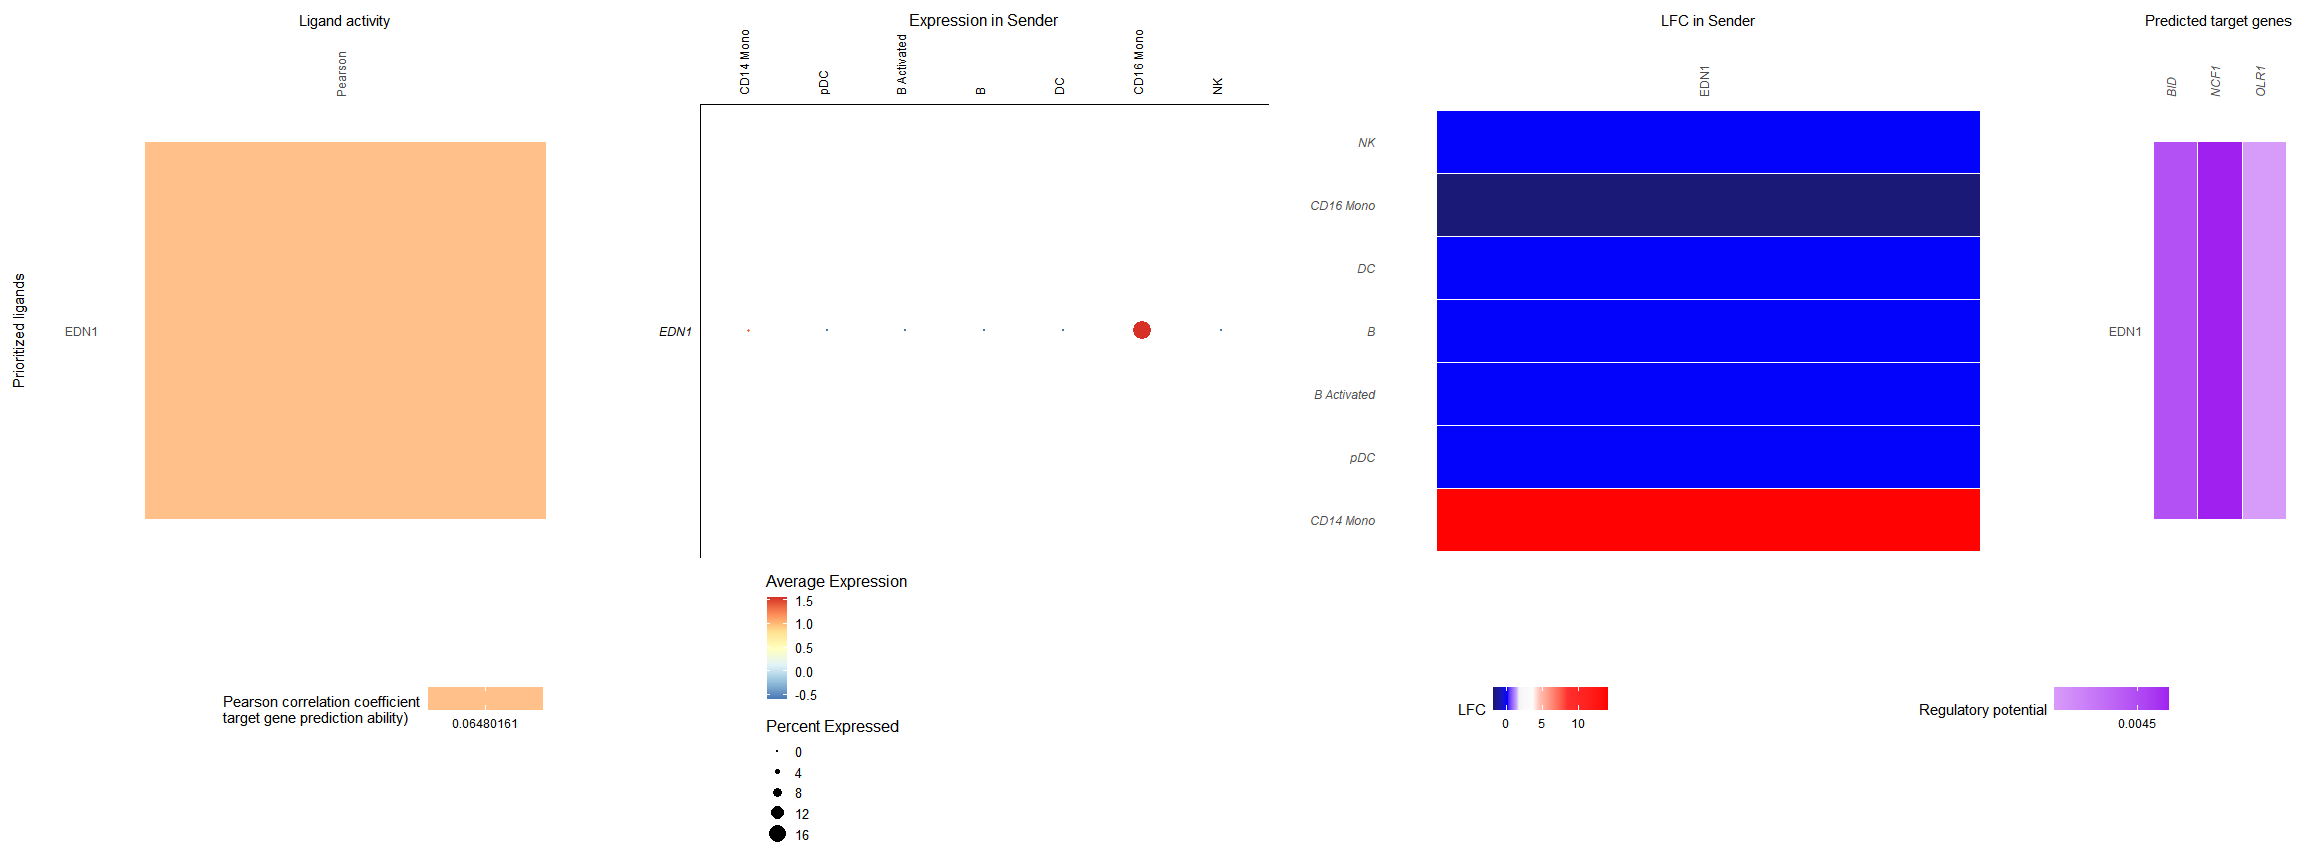 Ligand activity
Expression in Sender
LFC in Sender
Predicted target genes
Pearson
CD14 Mono
pDC
B Activated
B
DC
CD16 Mono
NK
EDN1
BID
NCF1
OLR1
Prioritized ligands
EDN1
EDN1
NK
CD16 Mono
DC
B
B Activated
pDC
CD14 Mono
EDN1
Average Expression
1.5
1.0
0.5
0.0
-0.5
Percent Expressed
0
4
8
12
16
Pearson correlation coefficient
target gene prediction ability)
0.06480161
LFC
0 5 10
Regulatory potential
0.0045